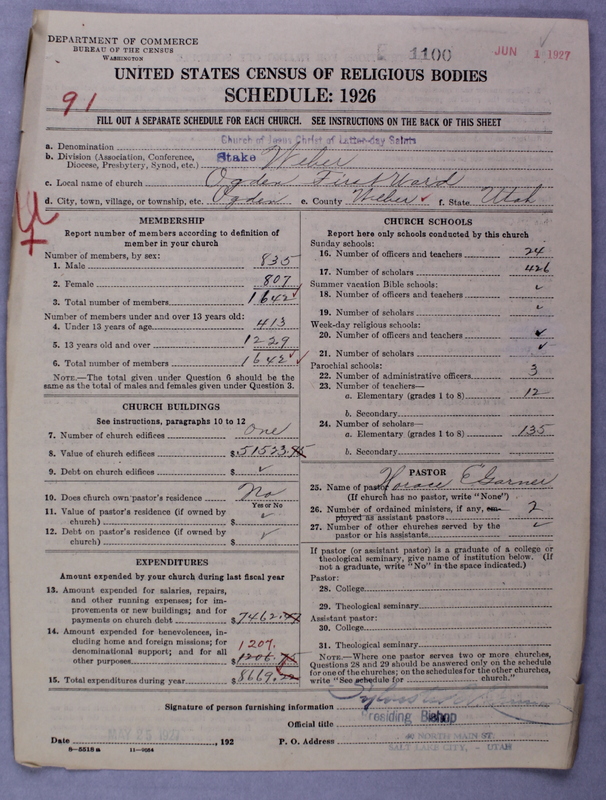 DEPARTMENT OF COMMERCE
BUREAU OF THE CENSUS
WASHINGTON
1100
JUN 1 1927
UNITED STATES CENSUS OF RELIGIOUS BODIES
SCHEDULE: 1926
91
FILL OUT A SEPARATE SCHEDULE FOR EACH CHURCH. SEE INSTRUCTIONS ON THE BACK OF THIS SHEET
a. Denomination Church of Jesus Christ of Latter-day Saints
b. Division (Association, Conference, Diocese, Presbytery, Synod, etc.) Stake Weber
c. Local name of church Ogden First Ward
d. City, town, village, or township, etc. Ogden e. County Weber ✓ f. State Utah
MEMBERSHIP
Report number of members according to definition of
member in your church
Number of members, by sex:
1. Male 835
2. Female 807
3. Total number of members 1642 ✓
Number of members under and over 13 years old:
4. Under 13 years of age 413
5. 13 years old and over 1229
6. Total number of members 1642 ✓
NOTE.—The total given under Question 6 should be the
same as the total of males and females given under Question 3.
CHURCH BUILDINGS
See instructions, paragraphs 10 to 12
7. Number of church edifices One
8. Value of church edifices $51523.
9. Debt on church edifices $ ✓
10. Does church own pastor's residence No
Yes or No
11. Value of pastor's residence (if owned by
church) $ ✓
12. Debt on pastor's residence (if owned by
church) $ ✓
EXPENDITURES
Amount expended by your church during last fiscal year
13. Amount expended for salaries, repairs,
and other running expenses; for im-
provements or new buildings; and for
payments on church debt $7462.
14. Amount expended for benevolences, in-
cluding home and foreign missions; for
denominational support; and for all
other purposes 1207. $1206.75
15. Total expenditures during year $8669.
CHURCH SCHOOLS
Report here only schools conducted by this church
Sunday schools:
16. Number of officers and teachers 24
17. Number of scholars 426
Summer vacation Bible schools:
18. Number of officers and teachers ✓
19. Number of scholars ✓
Week-day religious schools:
20. Number of officers and teachers ✓
21. Number of scholars ✓
Parochial schools:
22. Number of administrative officers 3
23. Number of teachers—
a. Elementary (grades 1 to 8) 12
b. Secondary
24. Number of scholars—
a. Elementary (grades 1 to 8) 135
b. Secondary
PASTOR
25. Name of pastor Horace E Garner
(If church has no pastor, write "None")
26. Number of ordained ministers, if any, em-
ployed as assistant pastors 2
27. Number of other churches served by the
pastor or his assistants ✓
If pastor (or assistant pastor) is a graduate of a college or
theological seminary, give name of institution below. (If
not a graduate, write "No" in the space indicated.)
Pastor:
28. College
29. Theological seminary
Assistant pastor:
30. College
31. Theological seminary
NOTE.—Where one pastor serves two or more churches,
Questions 28 and 29 should be answered only on the schedule
for one of the churches; on the schedules for the other churches,
write "See schedule for church."
Signature of person furnishing information
Official title Presiding Bishop
Date , 192 P. O. Address 40 NORTH MAIN ST.
SALT LAKE CITY, - UTAH
8—5518a 11—9564